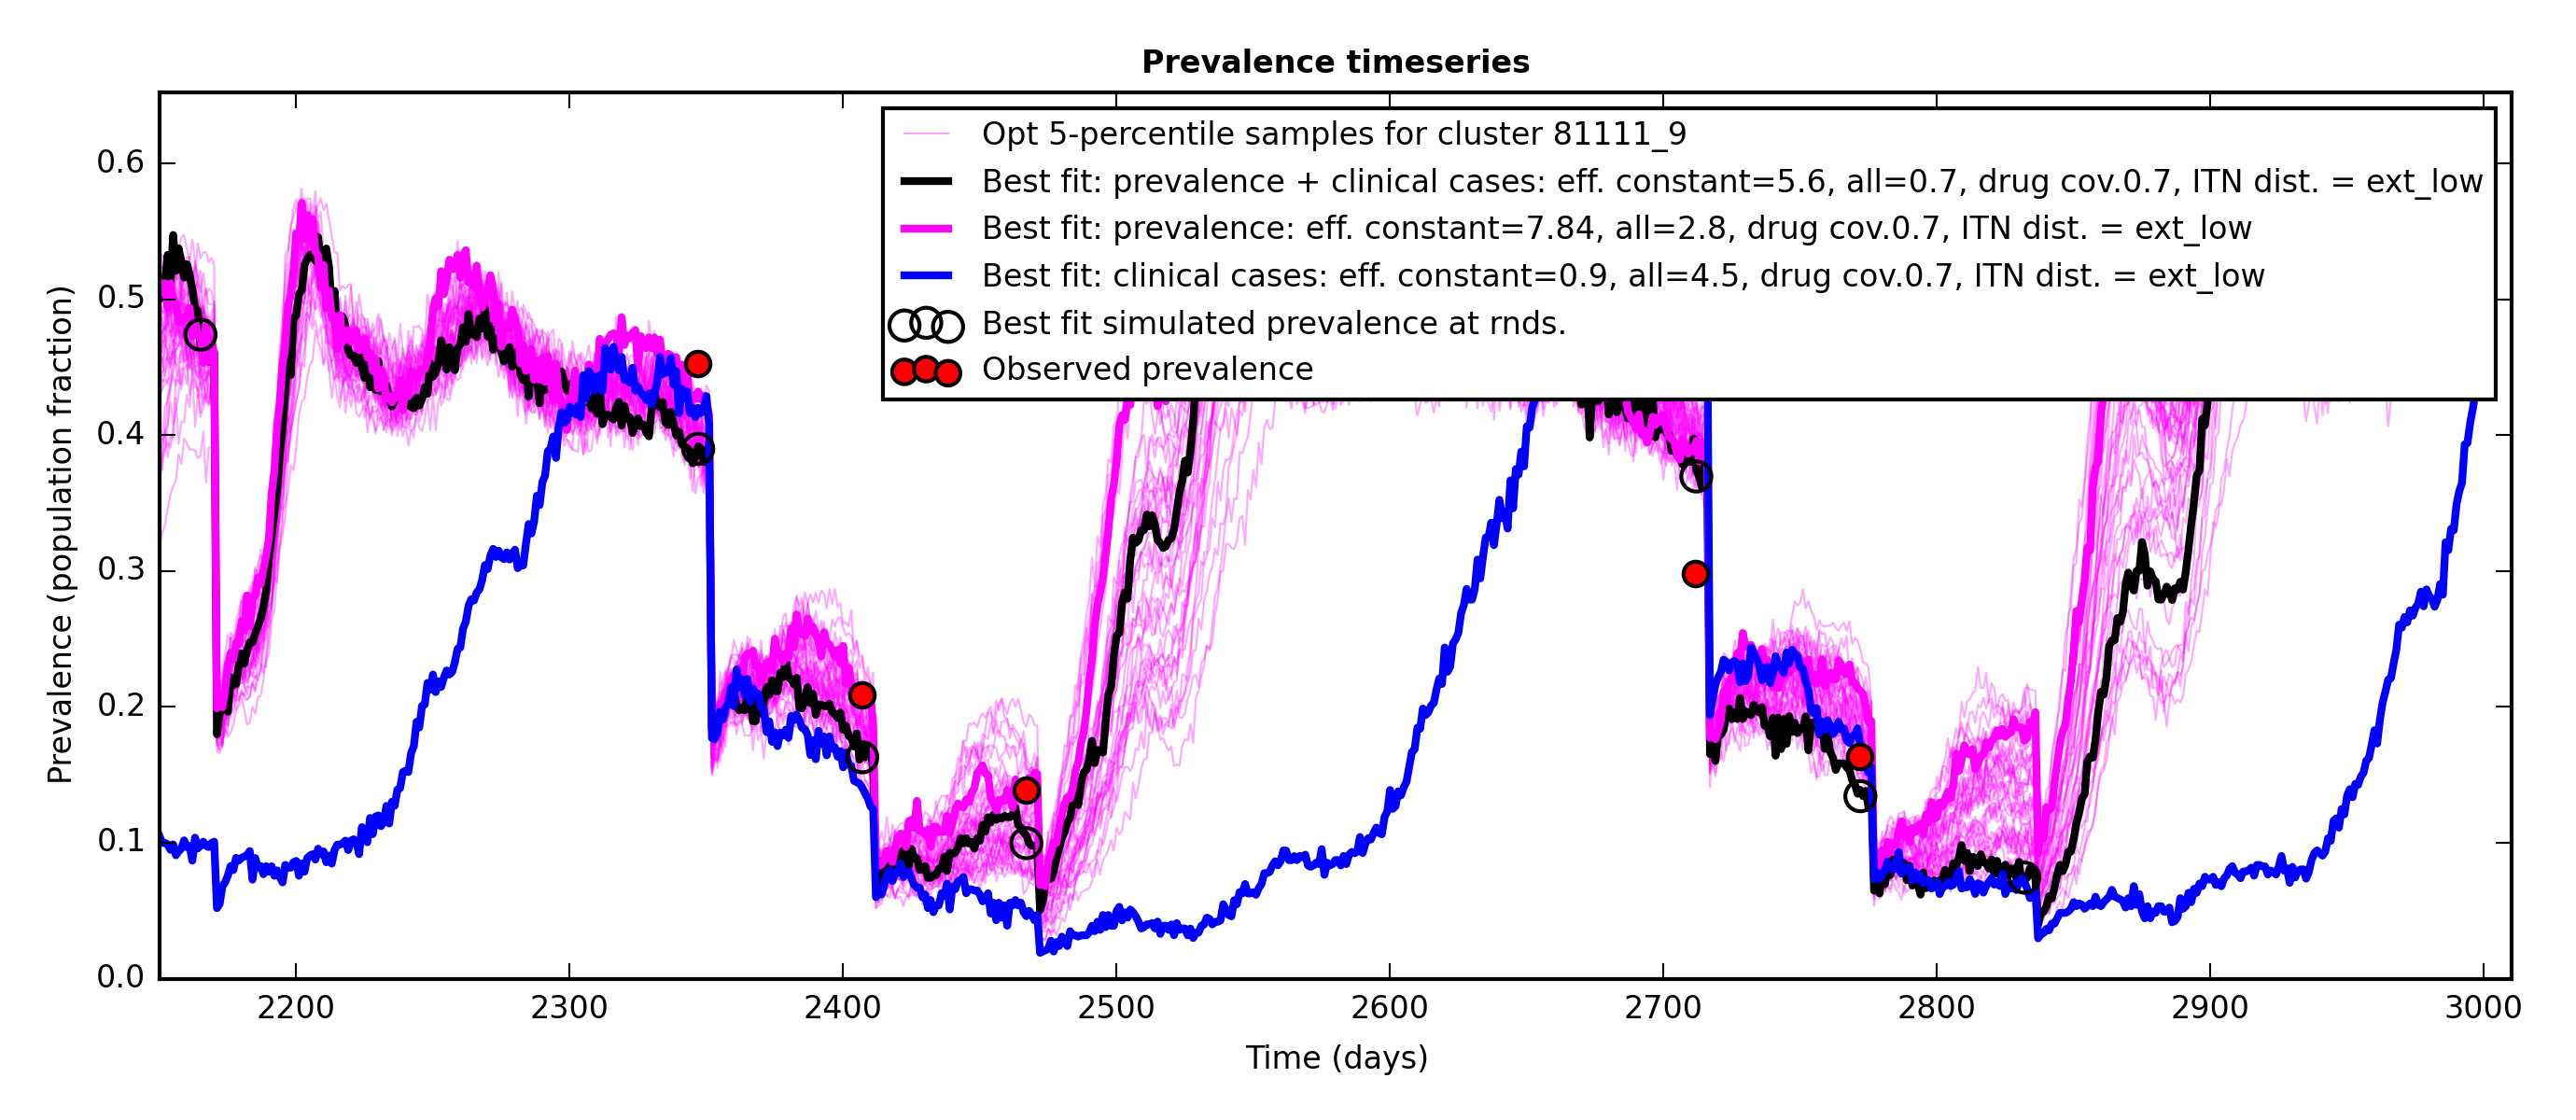 Prevalence timeseries
Opt 5-percentile samples for cluster 81111_9
Best fit: prevalence + clinical cases: eff. constant=5.6, all=0.7, drug cov.0.7, ITN dist. = ext_low
Best fit: prevalence: eff. constant=7.84, all=2.8, drug cov.0.7, ITN dist. = ext_low
Best fit: clinical cases: eff. constant=0.9, all=4.5, drug cov.0.7, ITN dist. = ext_low
Best fit simulated prevalence at rnds.
Observed prevalence
Prevalence (population fraction)
0.6
0.5
0.4
0.3
0.2
0.1
0.0
2200 2300 2400 2500 2600 2700 2800 2900 3000
Time (days)